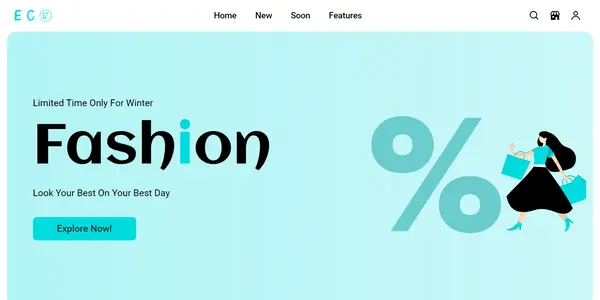 E C
Home New Soon Features
Limited Time Only For Winter
Fashion
%
Look Your Best On Your Best Day
Explore Now!